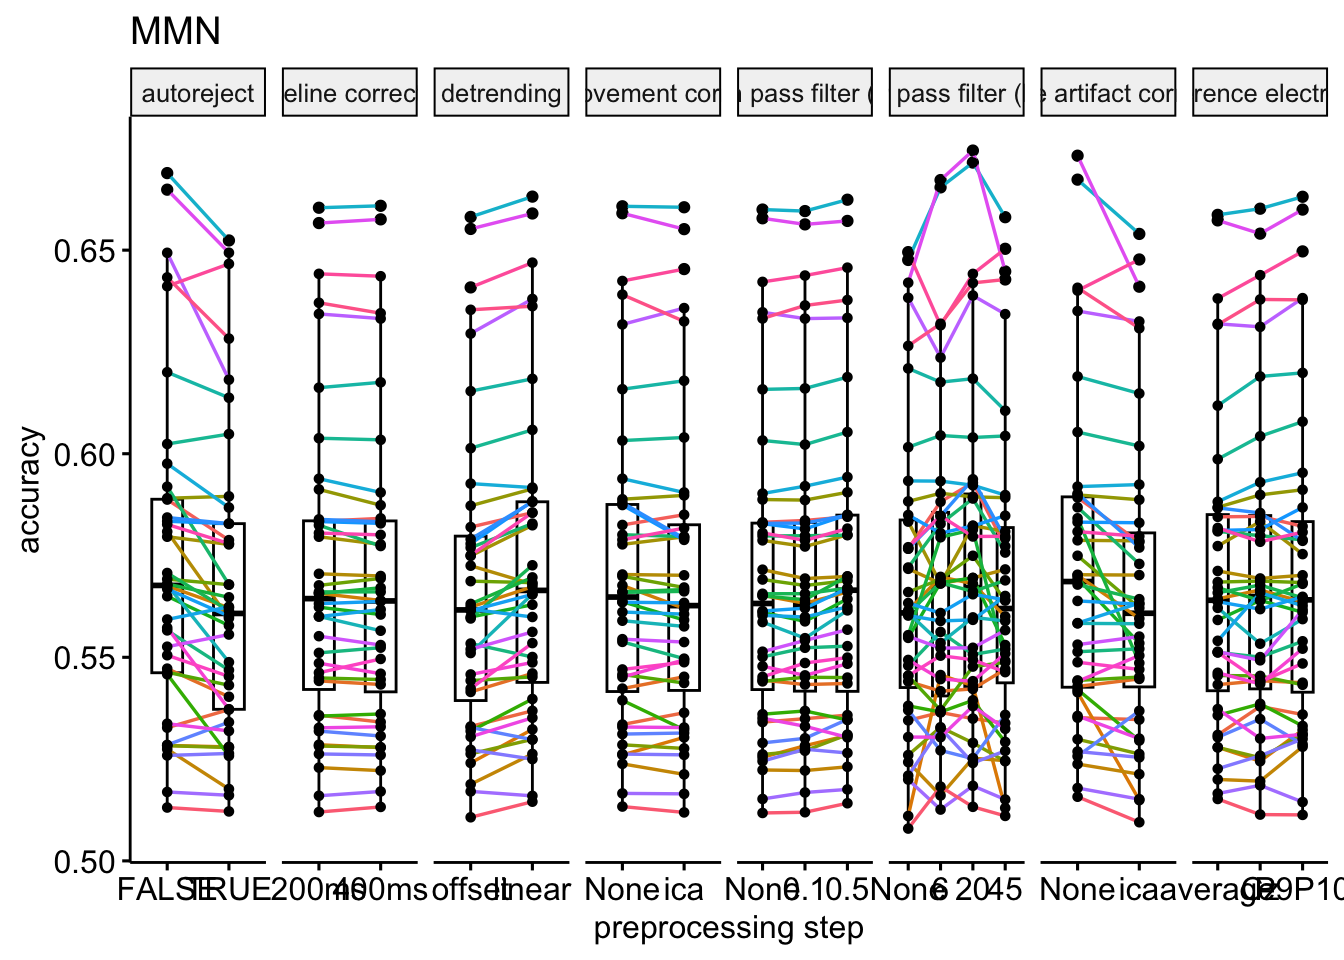 MMN
autoreject
eline correc
detrending
ovement cor
pass filter (
pass filter (
artifact cor
rence electr
accuracy
0.65
0.60
0.55
0.50
FALSE TRUE 200ms 400ms offset linear None ica None 0.1 0.5 None 6 20 45 None ica average Cz P9P10
preprocessing step